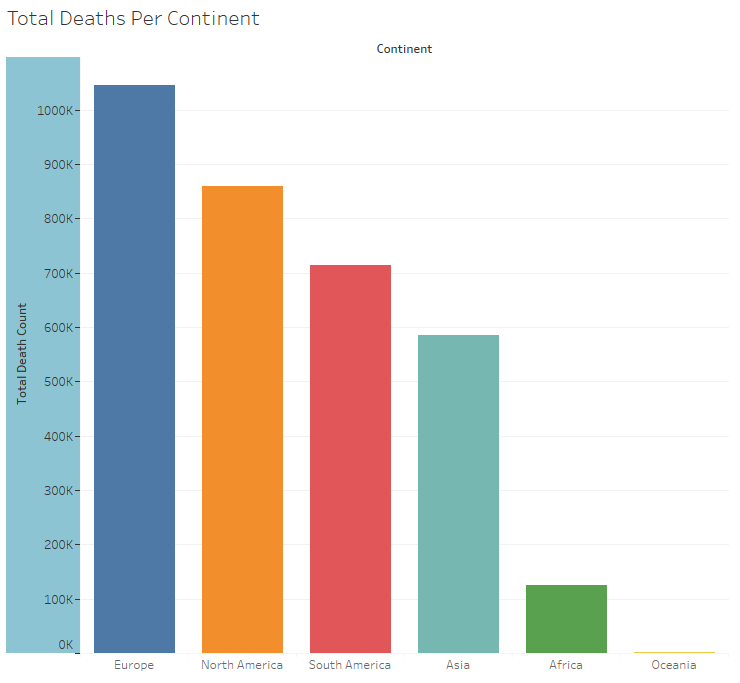 Total Deaths Per Continent
Continent
Total Death Count
1000K
900K
800K
700K
600K
500K
400K
300K
200K
100K
0K
Europe
North America
South America
Asia
Africa
Oceania